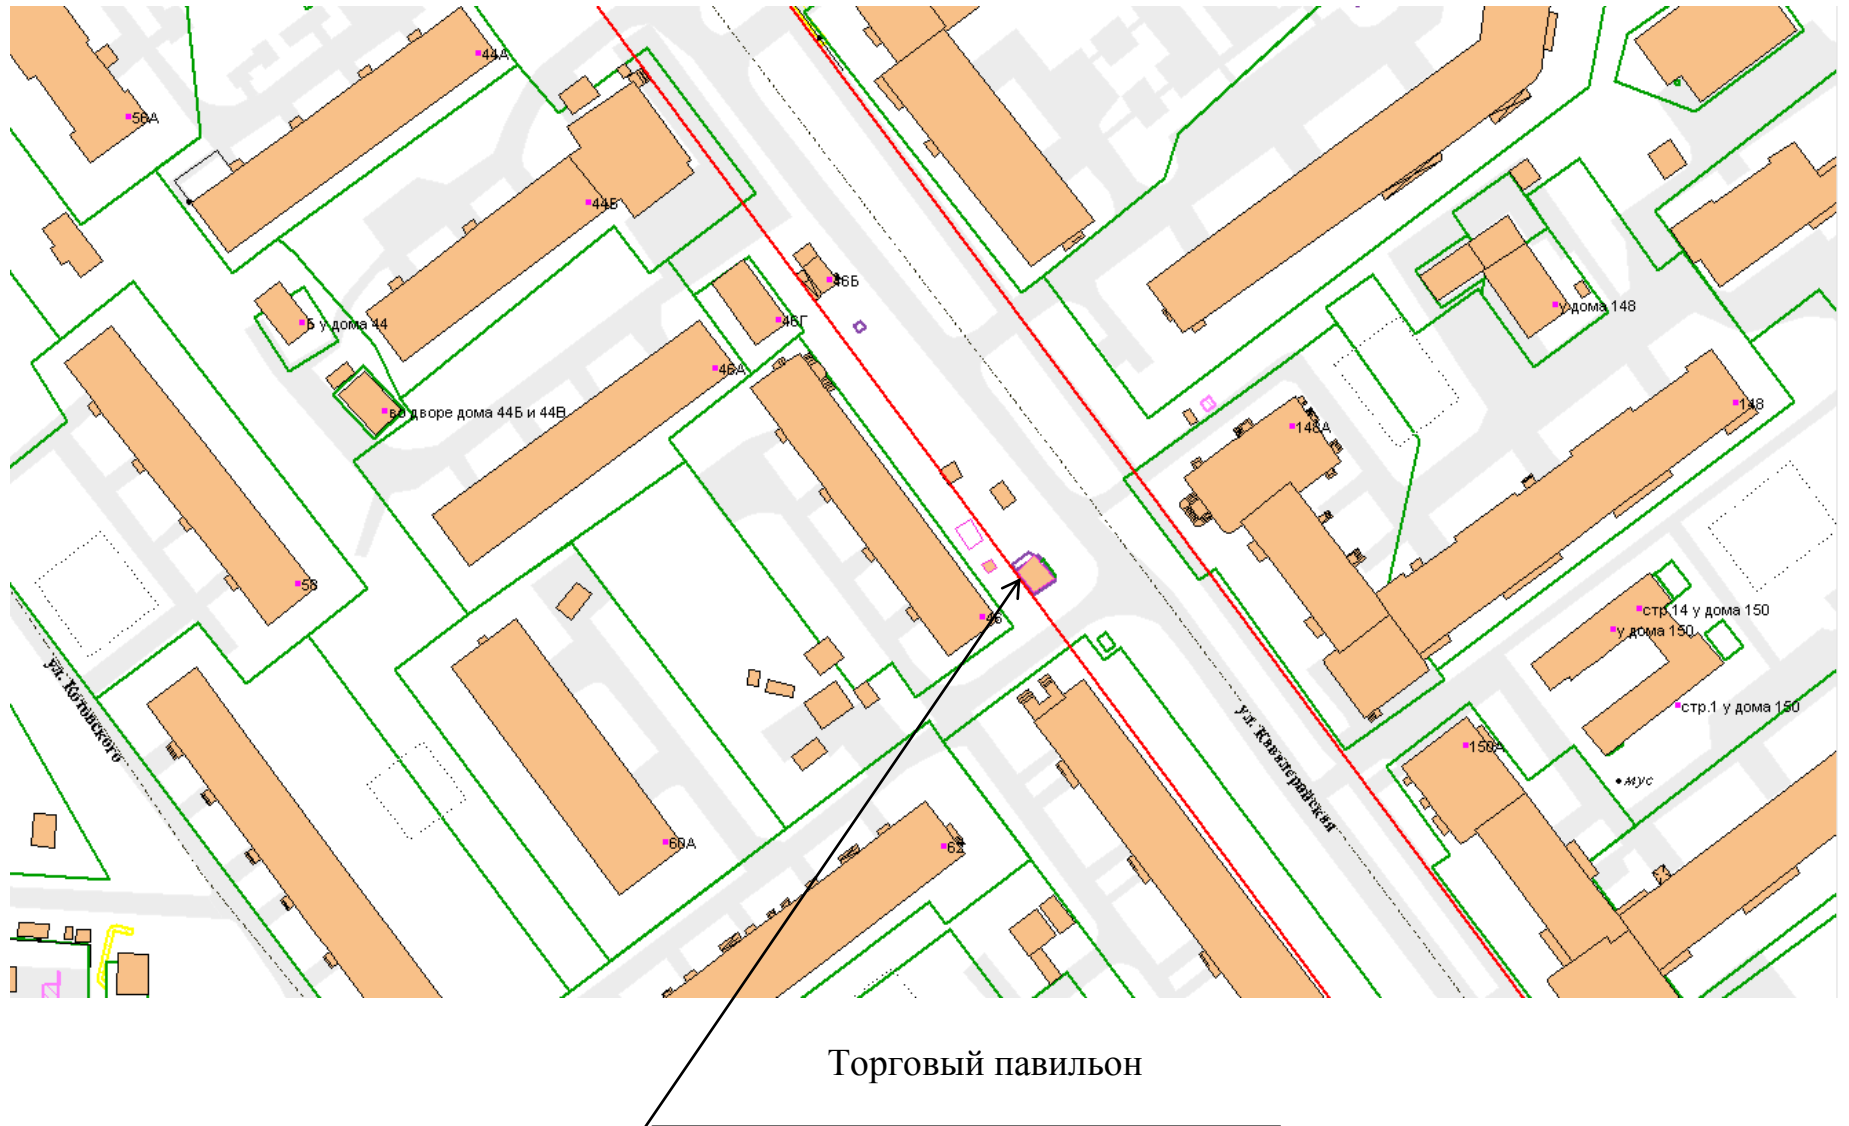 44А
56А
44Б
46Б
у дома 148
46Г
Б у дома 44
46А
148
во дворе дома 44Б и 44В
148А
58
стр.14 у дома 150
46
у дома 150
ул. Котовского
стр.1 у дома 150
ул. Кавалерийская
150А
мус
60А
62
Торговый павильон